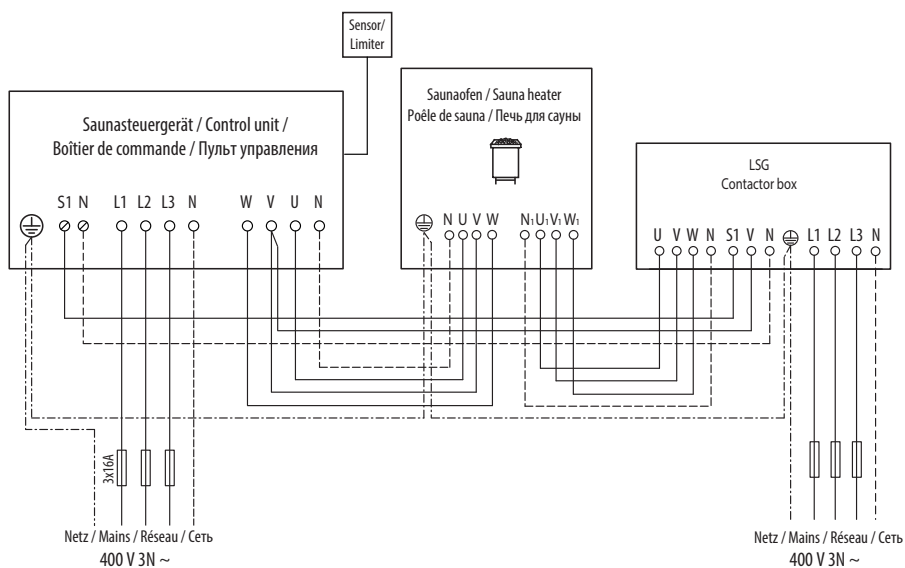 Sensor/
Limiter
Saunasteuergerät / Control unit /
Boîtier de commande / Пульт управления
S1 N L1 L2 L3 N W V U N
Saunaofen / Sauna heater
Poêle de sauna / Печь для сауны
N U V W N1 U1 V1 W1
LSG
Contactor box
U V W N S1 V N L1 L2 L3 N
3x16A
Netz / Mains / Réseau / Сеть
400 V 3N ~
Netz / Mains / Réseau / Сеть
400 V 3N ~